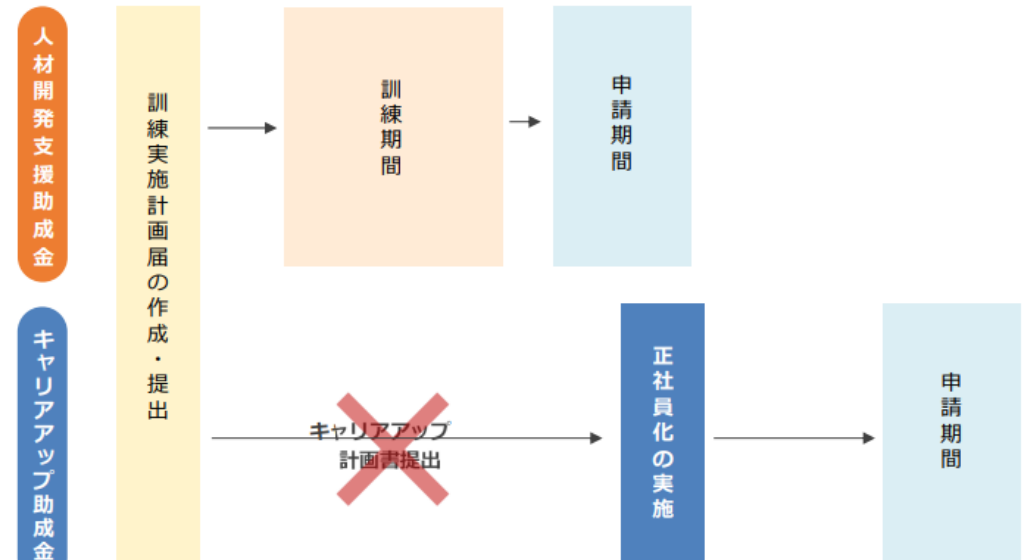 人材開発支援助成金
訓練実施計画届の作成・提出
訓練期間
申請期間
キャリアアップ助成金
キャリアアップ
計画書提出
正社員化の実施
申請期間